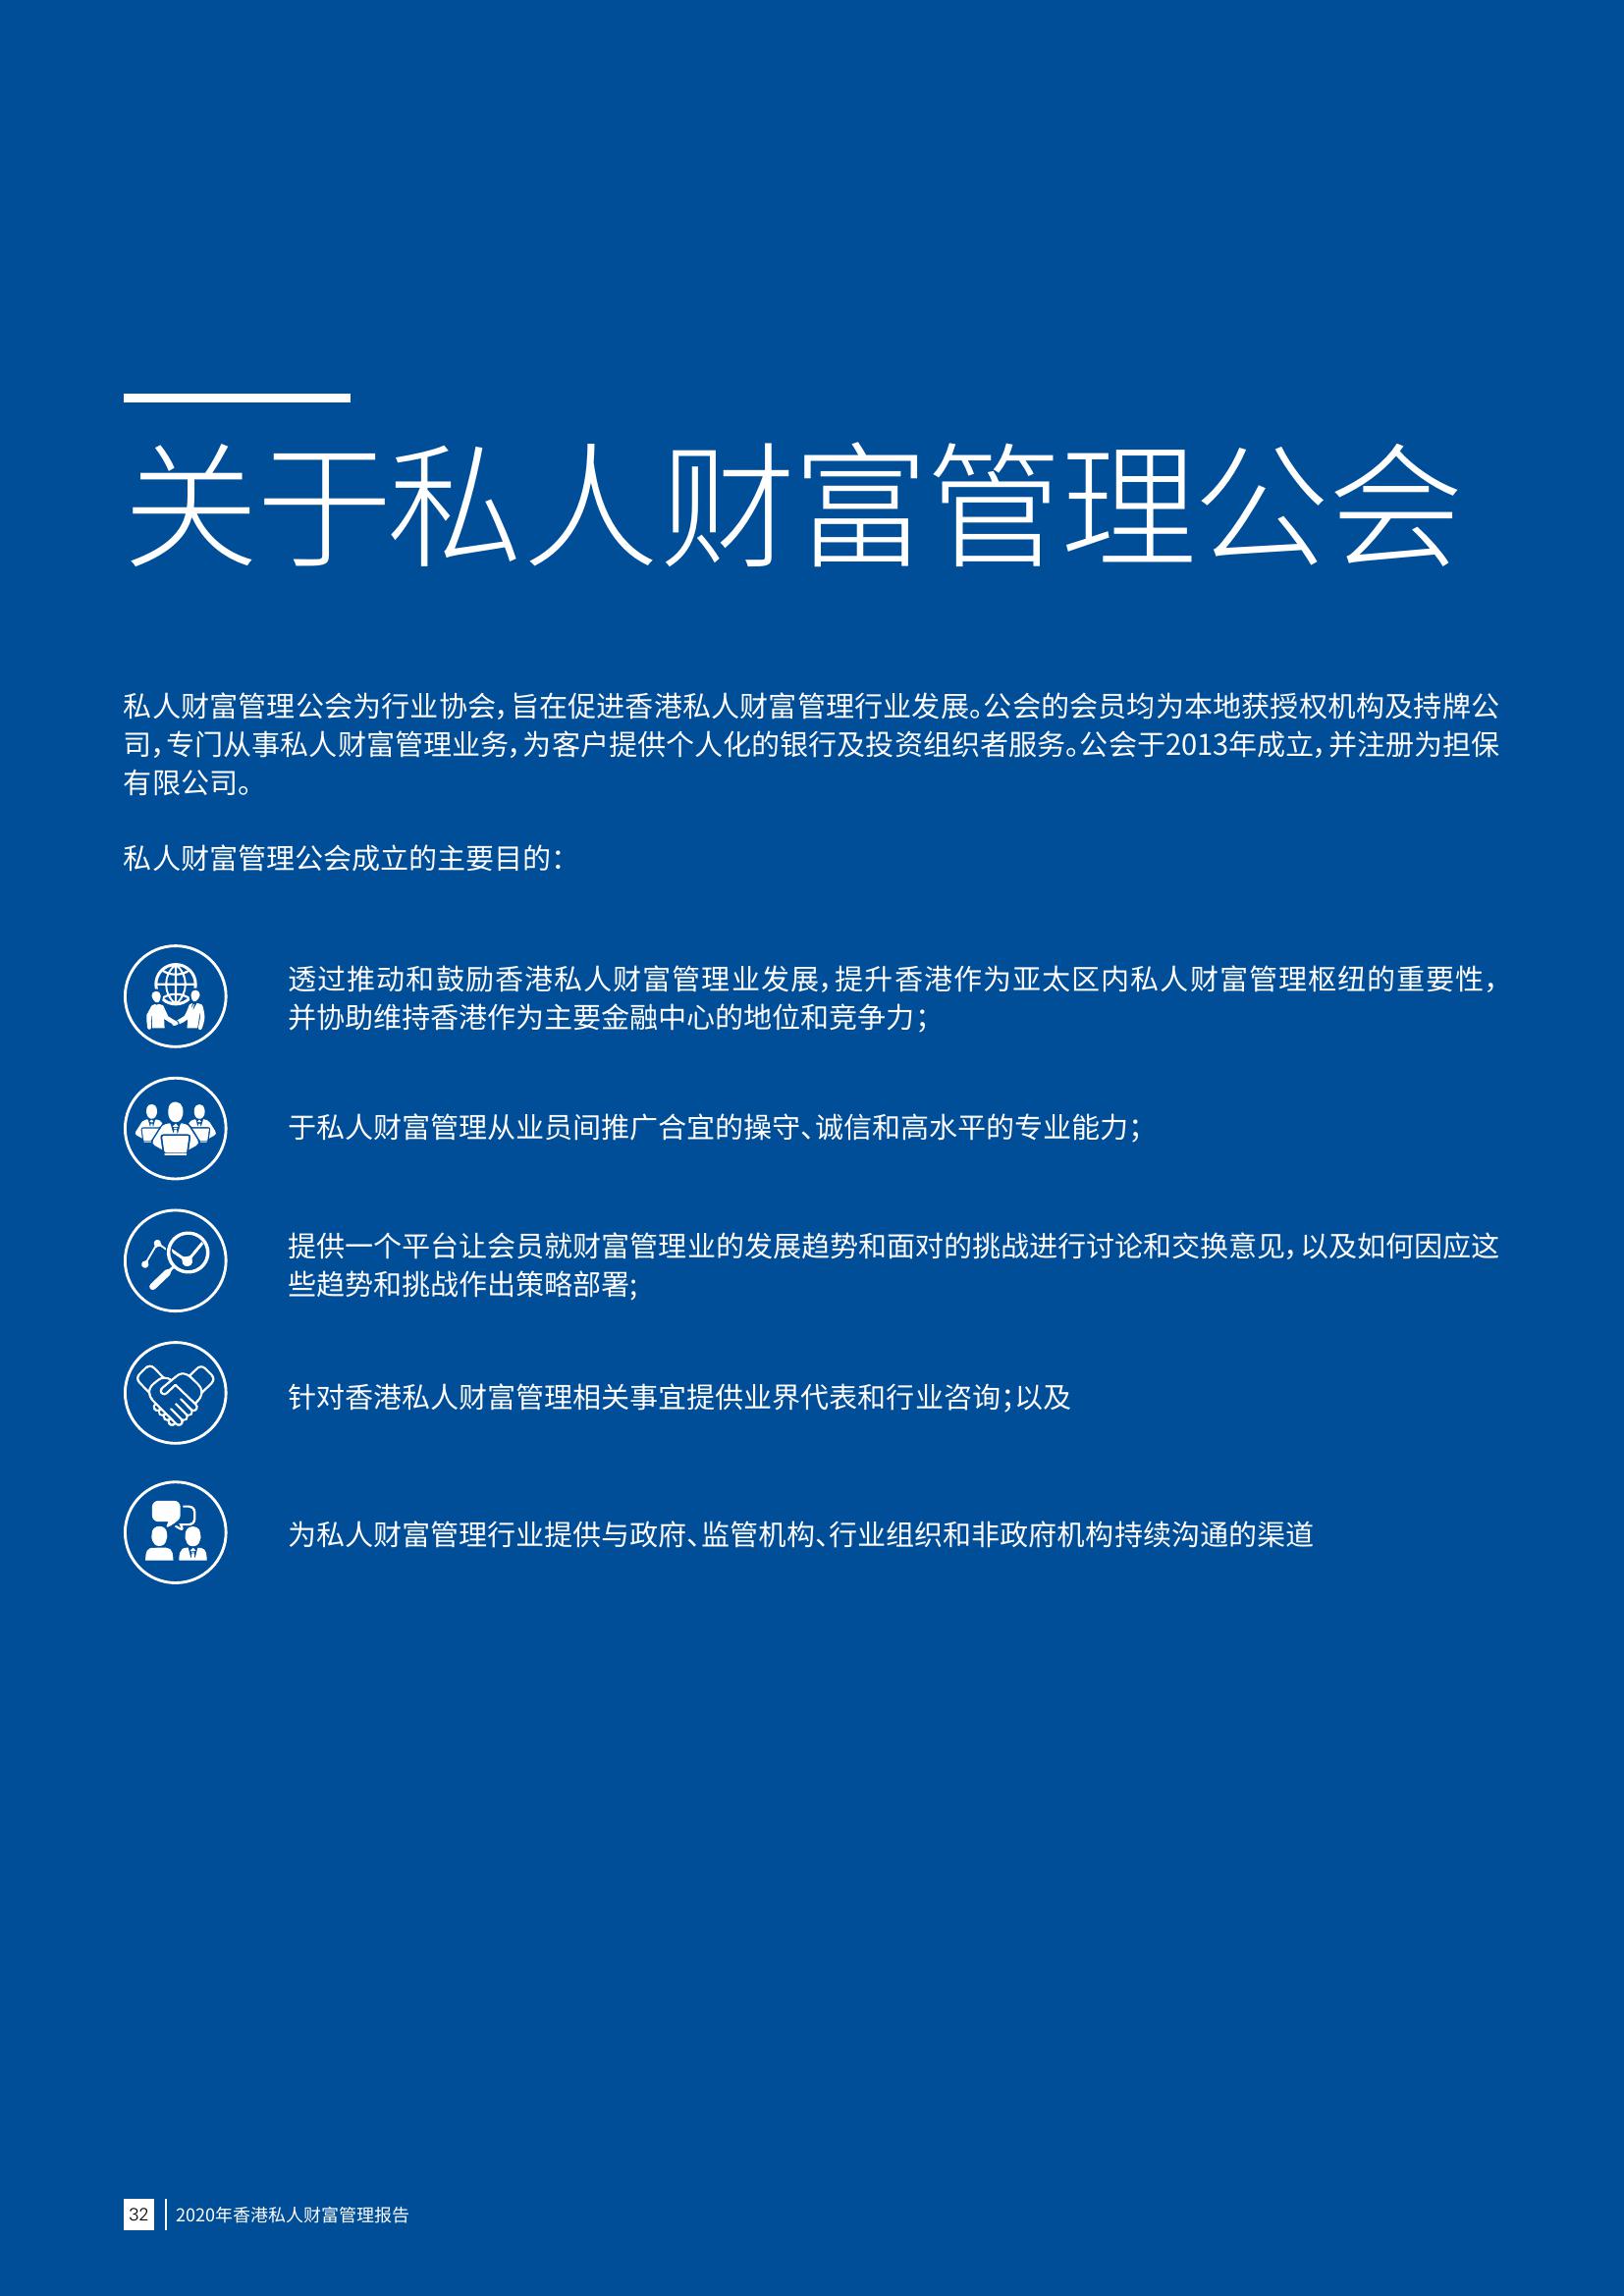 关于私人财富管理公会
私人财富管理公会为行业协会，旨在促进香港私人财富管理行业发展。公会的会员均为本地获授权机构及持牌公
司，专门从事私人财富管理业务，为客户提供个人化的银行及投资组织者服务。公会于2013年成立，并注册为担保
有限公司。
私人财富管理公会成立的主要目的：
透过推动和鼓励香港私人财富管理业发展，提升香港作为亚太区内私人财富管理枢纽的重要性，
并协助维持香港作为主要金融中心的地位和竞争力；
于私人财富管理从业员间推广合宜的操守、诚信和高水平的专业能力；
提供一个平台让会员就财富管理业的发展趋势和面对的挑战进行讨论和交换意见，以及如何因应这
些趋势和挑战作出策略部署;
针对香港私人财富管理相关事宜提供业界代表和行业咨询；以及
为私人财富管理行业提供与政府、监管机构、行业组织和非政府机构持续沟通的渠道
32 2020年香港私人财富管理报告